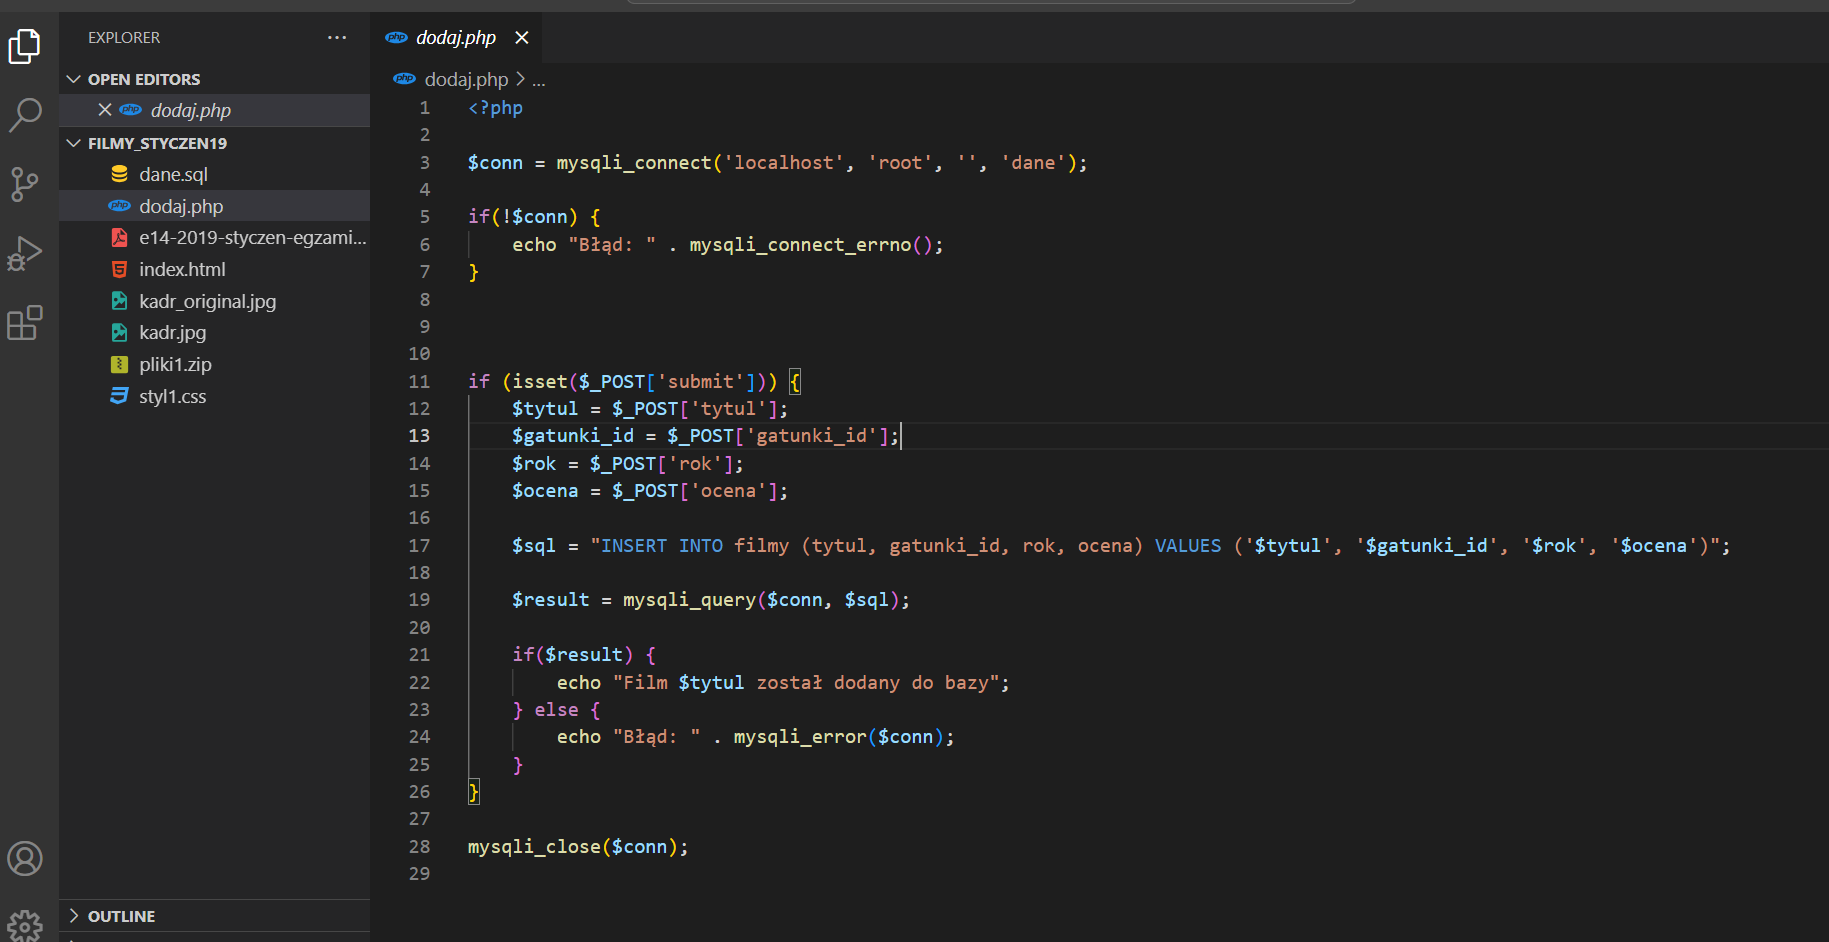 EXPLORER
OPEN EDITORS
dodaj.php
FILMY_STYCZEN19
dane.sql
dodaj.php
e14-2019-styczen-egzami...
index.html
kadr_original.jpg
kadr.jpg
pliki1.zip
styl1.css
OUTLINE
dodaj.php
dodaj.php > ...
1 <?php
2
3 $conn = mysqli_connect('localhost', 'root', '', 'dane');
4
5 if(!$conn) {
6     echo "Błąd: " . mysqli_connect_errno();
7 }
8
9
10
11 if (isset($_POST['submit'])) {
12     $tytul = $_POST['tytul'];
13     $gatunki_id = $_POST['gatunki_id'];
14     $rok = $_POST['rok'];
15     $ocena = $_POST['ocena'];
16
17     $sql = "INSERT INTO filmy (tytul, gatunki_id, rok, ocena) VALUES ('$tytul', '$gatunki_id', '$rok', '$ocena')";
18
19     $result = mysqli_query($conn, $sql);
20
21     if($result) {
22         echo "Film $tytul został dodany do bazy";
23     } else {
24         echo "Błąd: " . mysqli_error($conn);
25     }
26 }
27
28 mysqli_close($conn);
29